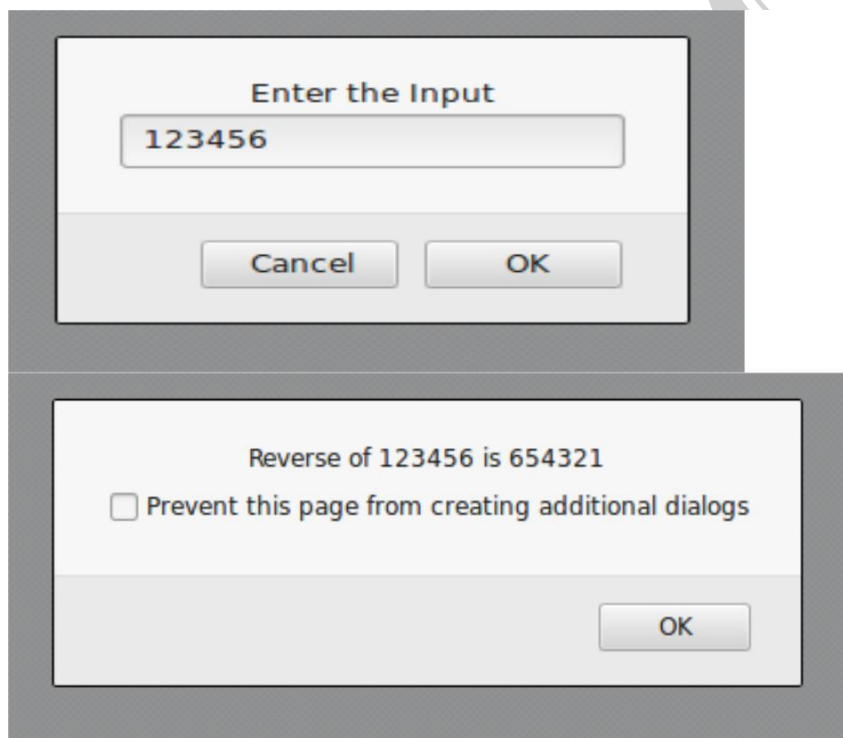 Enter the Input
123456
Cancel OK
Reverse of 123456 is 654321
Prevent this page from creating additional dialogs
OK